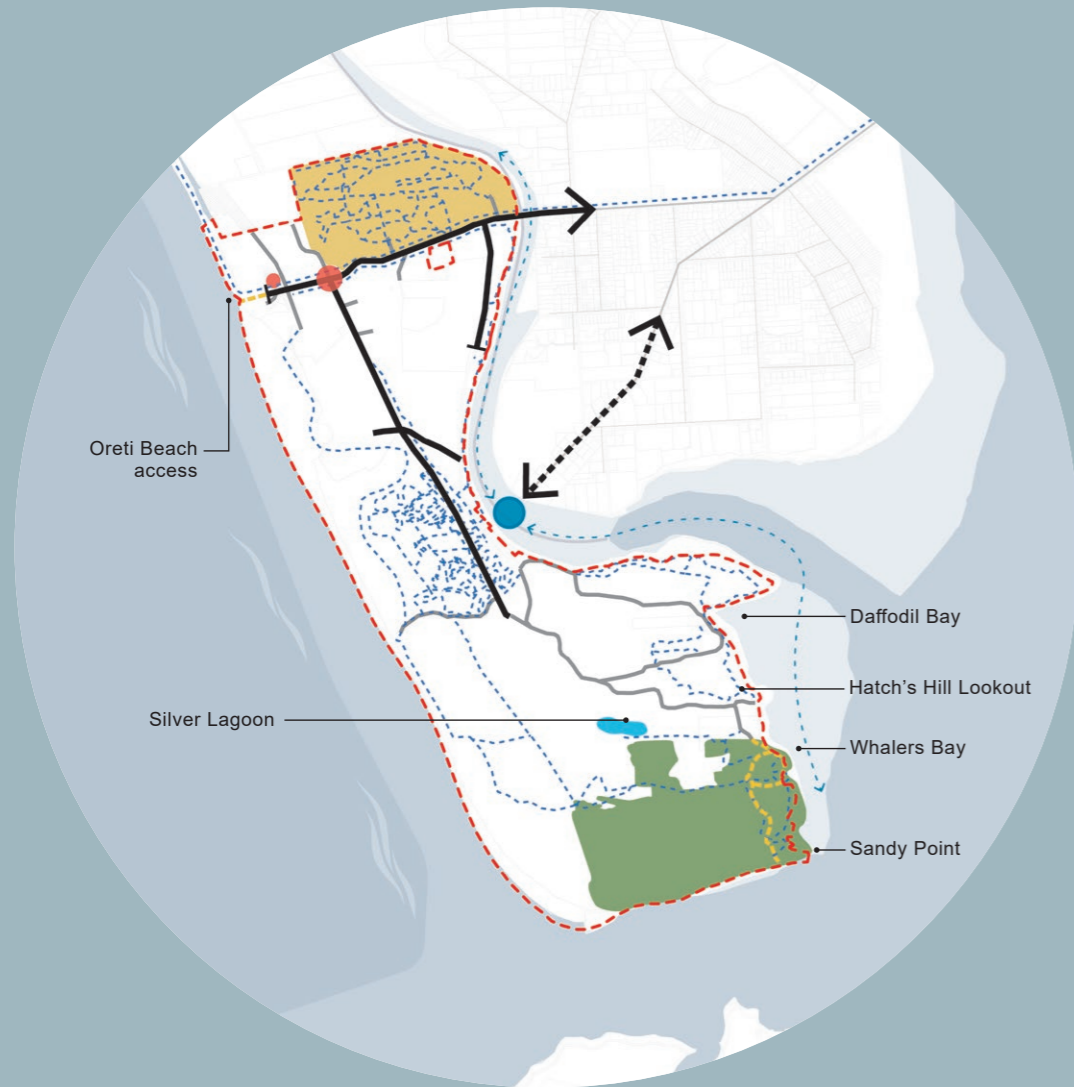 Oreti Beach
access
Daffodil Bay
Hatch's Hill Lookout
Silver Lagoon
Whalers Bay
Sandy Point